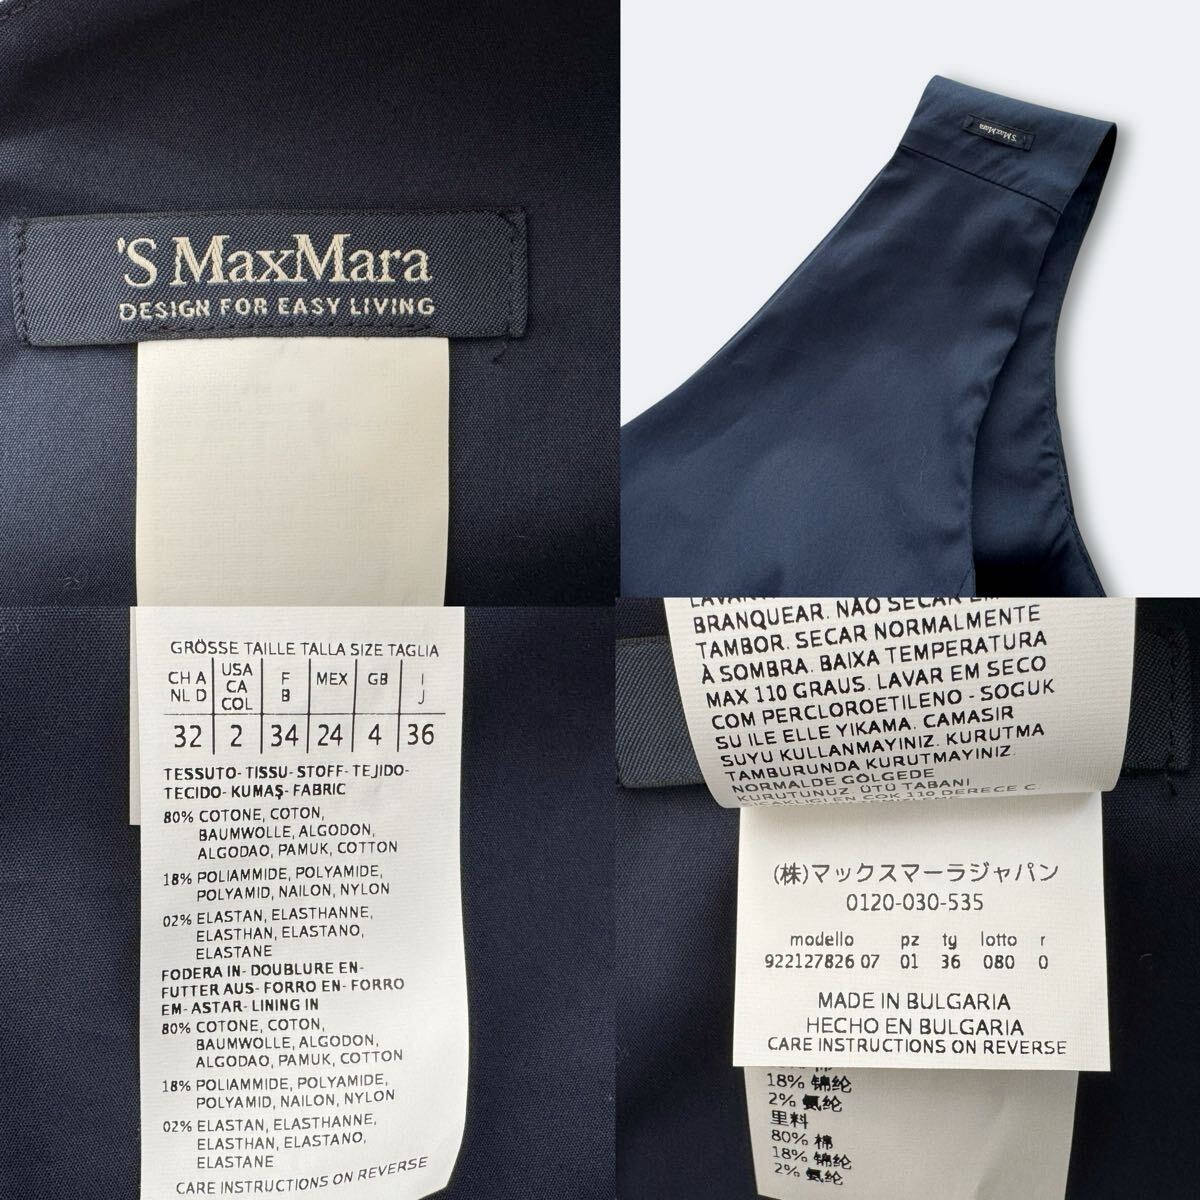 'S MaxMara
DESIGN FOR EASY LIVING
'S MaxMara
GRÖSSE TAILLE TALLA SIZE TAGLIA
CH A NL D USA CA COL F B MEX GB I J
32 2 34 24 4 36
TESSUTO- TISSU- STOFF- TEJIDO-
TECIDO- KUMAŞ- FABRIC
80% COTONE, COTON,
BAUMWOLLE, ALGODON,
ALGODAO, PAMUK, COTTON
18% POLIAMMIDE, POLYAMIDE,
POLYAMID, NAILON, NYLON
02% ELASTAN, ELASTHANNE,
ELASTHAN, ELASTANO,
ELASTANE
FODERA IN- DOUBLURE EN-
FUTTER AUS- FORRO EN- FORRO
EM- ASTAR- LINING IN
80% COTONE, COTON,
BAUMWOLLE, ALGODON,
ALGODAO, PAMUK, COTTON
18% POLIAMMIDE, POLYAMIDE,
POLYAMID, NAILON, NYLON
02% ELASTAN, ELASTHANNE,
ELASTHAN, ELASTANO,
ELASTANE
CARE INSTRUCTIONS ON REVERSE
BRANQUEAR. NÃO SECAR EM
TAMBOR. SECAR NORMALMENTE
À SOMBRA. BAIXA TEMPERATURA
MAX 110 GRAUS. LAVAR EM SECO
COM PERCLOROETILENO - SOGUK
SU ILE ELLE YIKAMA. CAMASIR
SUYU KULLANMAYINIZ. KURUTMA
TAMBURUNDA KURUTMAYINIZ.
NORMALDE GÖLGEDE
KURUTUNUZ. ÜTÜ TABANI
SICAKLIGI EN COK 110 DERECE C.
(株)マックスマーラジャパン
0120-030-535
modello pz tg lotto r
922127826 07 01 36 080 0
MADE IN BULGARIA
HECHO EN BULGARIA
CARE INSTRUCTIONS ON REVERSE
18% 锦纶
2% 氨纶
里料
80% 棉
18% 锦纶
2% 氨纶